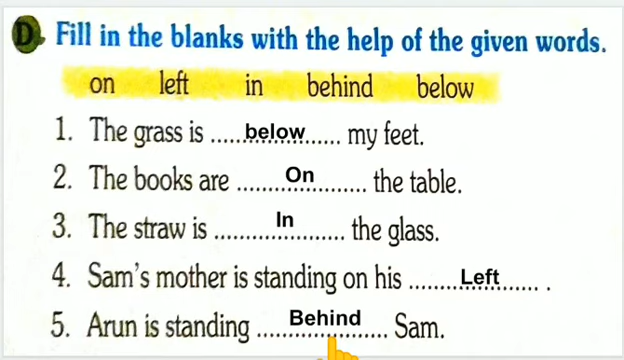 D. Fill in the blanks with the help of the given words.
on left in behind below
1. The grass is ......below...... my feet.
2. The books are ..........On.......... the table.
3. The straw is ..........In.......... the glass.
4. Sam's mother is standing on his ........Left....... .
5. Arun is standing ......Behind...... Sam.